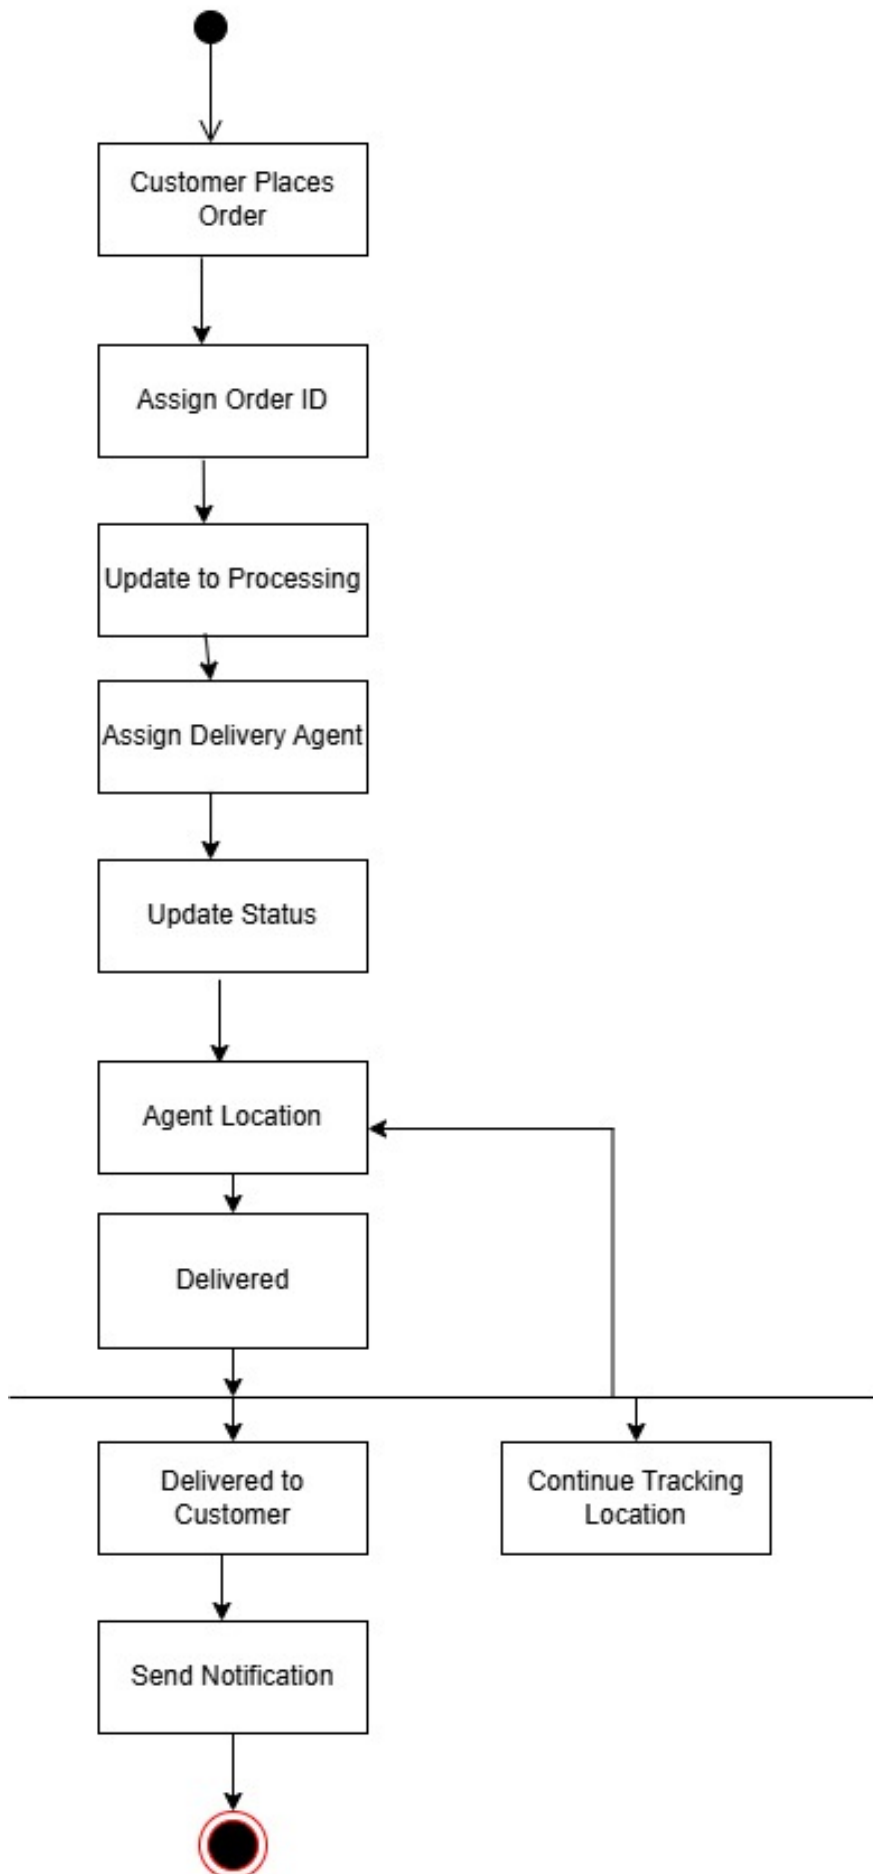 Customer Places
Order
Assign Order ID
Update to Processing
Assign Delivery Agent
Update Status
Agent Location
Delivered
Delivered to
Customer
Continue Tracking
Location
Send Notification